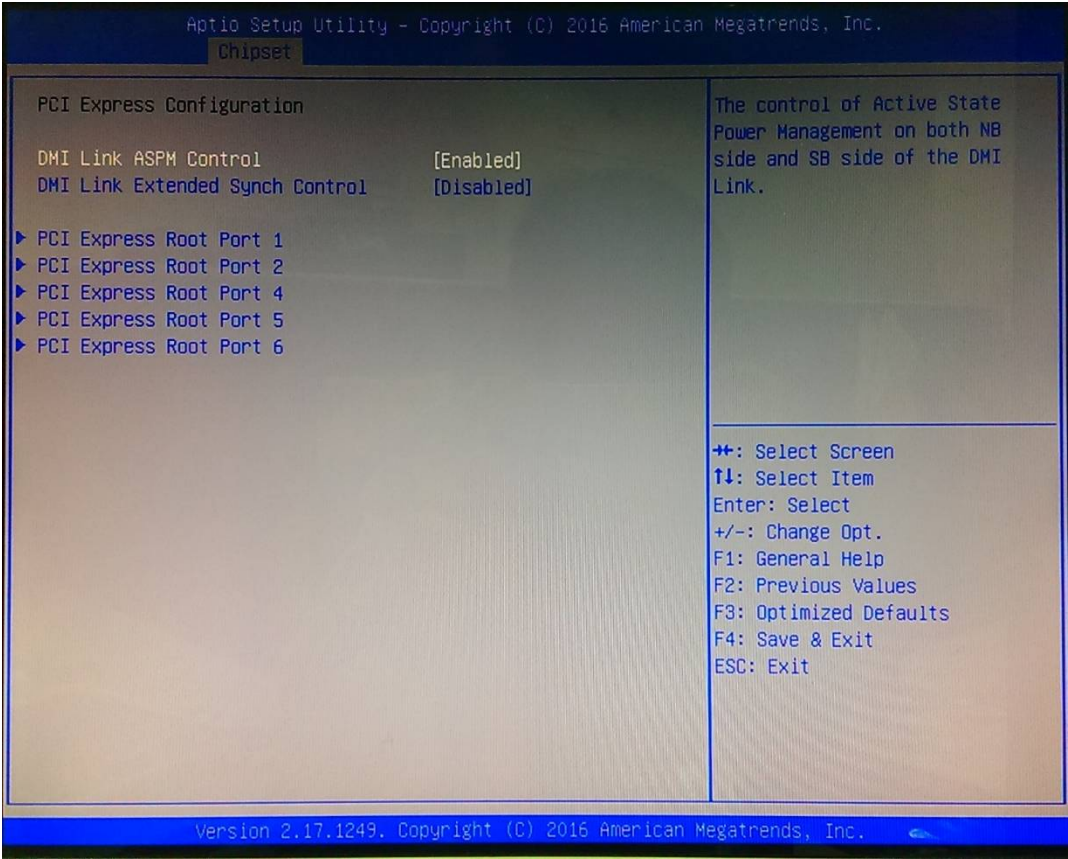 Aptio Setup Utility – Copyright (C) 2016 American Megatrends, Inc.
Chipset
PCI Express Configuration
DMI Link ASPM Control [Enabled]
DMI Link Extended Synch Control [Disabled]
▶ PCI Express Root Port 1
▶ PCI Express Root Port 2
▶ PCI Express Root Port 4
▶ PCI Express Root Port 5
▶ PCI Express Root Port 6
The control of Active State
Power Management on both NB
side and SB side of the DMI
Link.
→←: Select Screen
↑↓: Select Item
Enter: Select
+/-: Change Opt.
F1: General Help
F2: Previous Values
F3: Optimized Defaults
F4: Save & Exit
ESC: Exit
Version 2.17.1249. Copyright (C) 2016 American Megatrends, Inc.